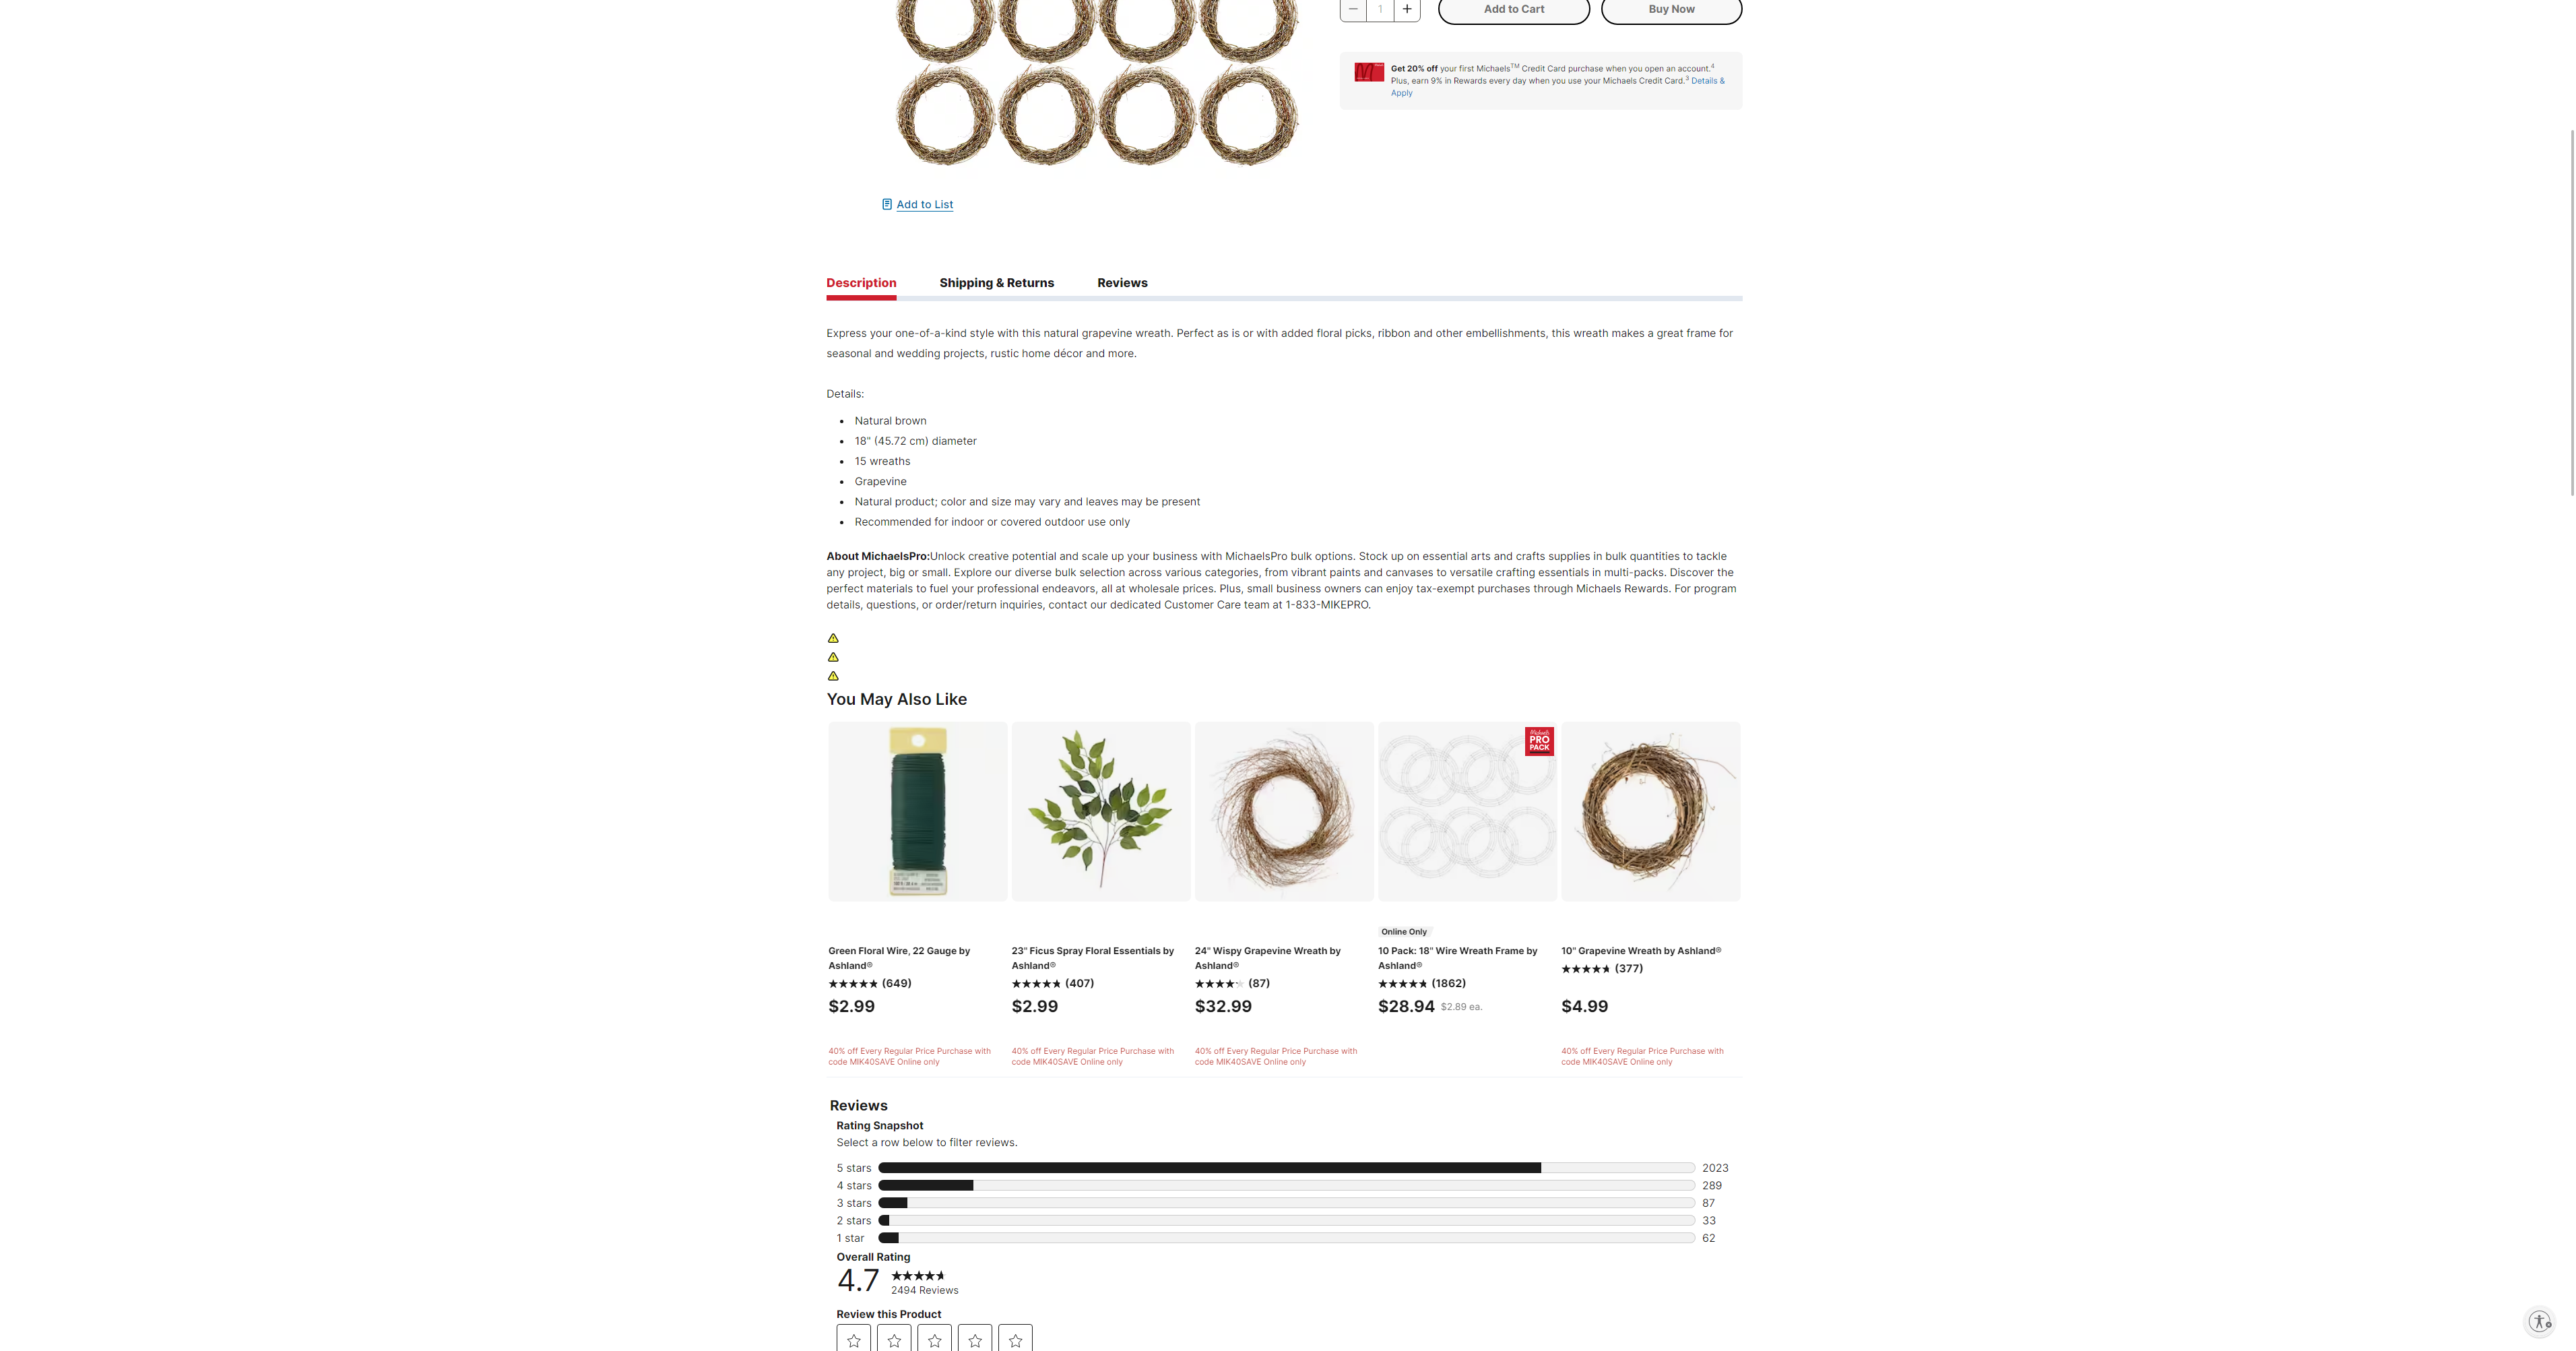 1
Add to Cart
Buy Now
Get 20% off your first Michaels™ Credit Card purchase when you open an account.⁴
Plus, earn 9% in Rewards every day when you use your Michaels Credit Card.³ Details &
Apply
Add to List
Description
Shipping & Returns
Reviews
Express your one-of-a-kind style with this natural grapevine wreath. Perfect as is or with added floral picks, ribbon and other embellishments, this wreath makes a great frame for
seasonal and wedding projects, rustic home décor and more.
Details:
• Natural brown
• 18" (45.72 cm) diameter
• 15 wreaths
• Grapevine
• Natural product; color and size may vary and leaves may be present
• Recommended for indoor or covered outdoor use only
About MichaelsPro:Unlock creative potential and scale up your business with MichaelsPro bulk options. Stock up on essential arts and crafts supplies in bulk quantities to tackle
any project, big or small. Explore our diverse bulk selection across various categories, from vibrant paints and canvases to versatile crafting essentials in multi-packs. Discover the
perfect materials to fuel your professional endeavors, all at wholesale prices. Plus, small business owners can enjoy tax-exempt purchases through Michaels Rewards. For program
details, questions, or order/return inquiries, contact our dedicated Customer Care team at 1-833-MIKEPRO.
You May Also Like
Michaels
PRO
PACK
Green Floral Wire, 22 Gauge by
Ashland®
(649)
$2.99
40% off Every Regular Price Purchase with
code MIK40SAVE Online only
23" Ficus Spray Floral Essentials by
Ashland®
(407)
$2.99
40% off Every Regular Price Purchase with
code MIK40SAVE Online only
24" Wispy Grapevine Wreath by
Ashland®
(87)
$32.99
40% off Every Regular Price Purchase with
code MIK40SAVE Online only
Online Only
10 Pack: 18" Wire Wreath Frame by
Ashland®
(1862)
$28.94 $2.89 ea.
10" Grapevine Wreath by Ashland®
(377)
$4.99
40% off Every Regular Price Purchase with
code MIK40SAVE Online only
Reviews
Rating Snapshot
Select a row below to filter reviews.
5 stars 2023
4 stars 289
3 stars 87
2 stars 33
1 star 62
Overall Rating
4.7
2494 Reviews
Review this Product